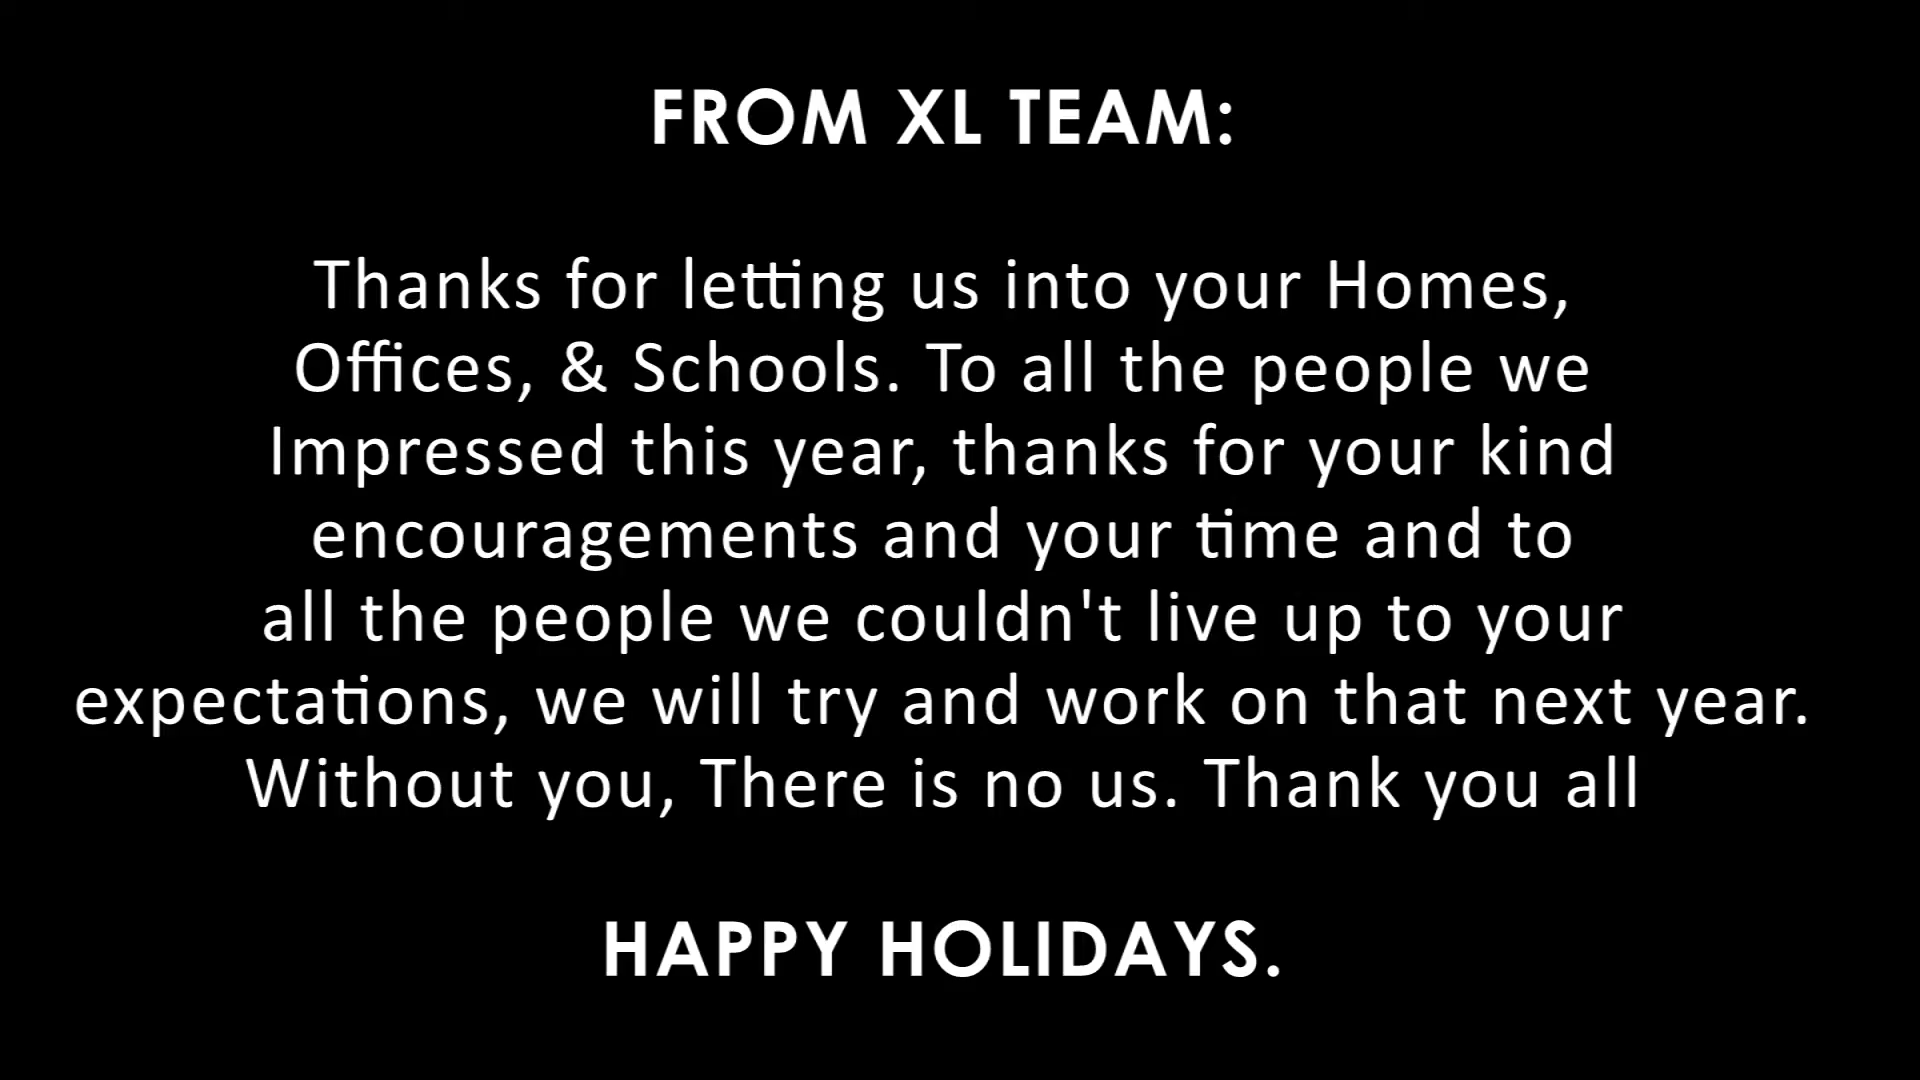 FROM XL TEAM:
Thanks for letting us into your Homes,
Offices, & Schools. To all the people we
Impressed this year, thanks for your kind
encouragements and your time and to
all the people we couldn't live up to your
expectations, we will try and work on that next year.
Without you, There is no us. Thank you all
HAPPY HOLIDAYS.